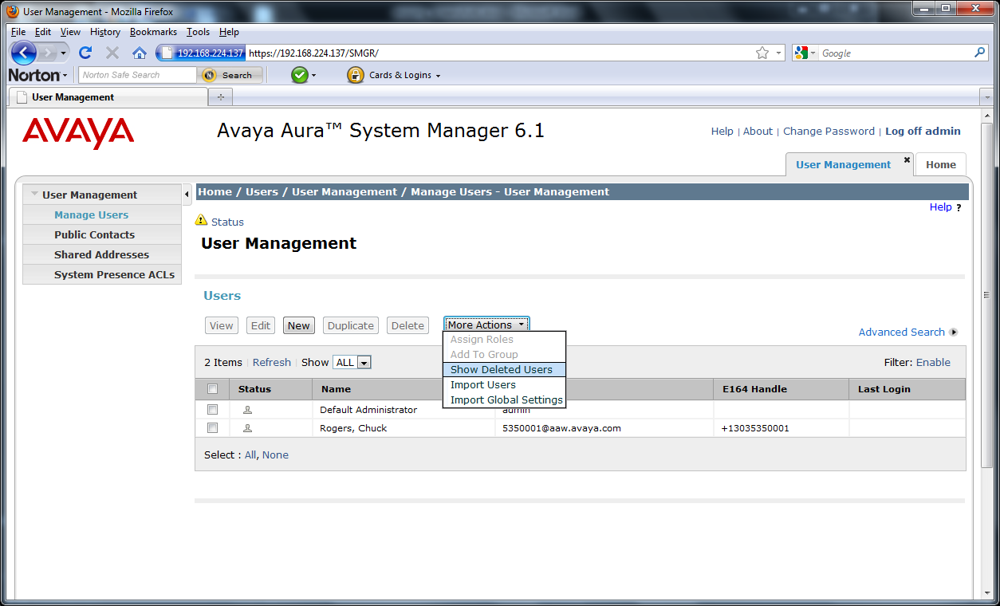 User Management - Mozilla Firefox
File Edit View History Bookmarks Tools Help
192.168.224.137 https://192.168.224.137/SMGR/ Google
Norton Norton Safe Search Search Cards & Logins
User Management
AVAYA Avaya Aura™ System Manager 6.1 Help | About | Change Password | Log off admin
User Management Home
User Management
Manage Users
Public Contacts
Shared Addresses
System Presence ACLs
Home / Users / User Management / Manage Users - User Management
Help ?
Status
User Management
Users
View Edit New Duplicate Delete More Actions
Assign Roles
Add To Group
Show Deleted Users
Import Users
Import Global Settings
Advanced Search
2 Items | Refresh | Show ALL Filter: Enable
Status Name E164 Handle Last Login
Default Administrator admin
Rogers, Chuck 5350001@aaw.avaya.com +13035350001
Select : All, None